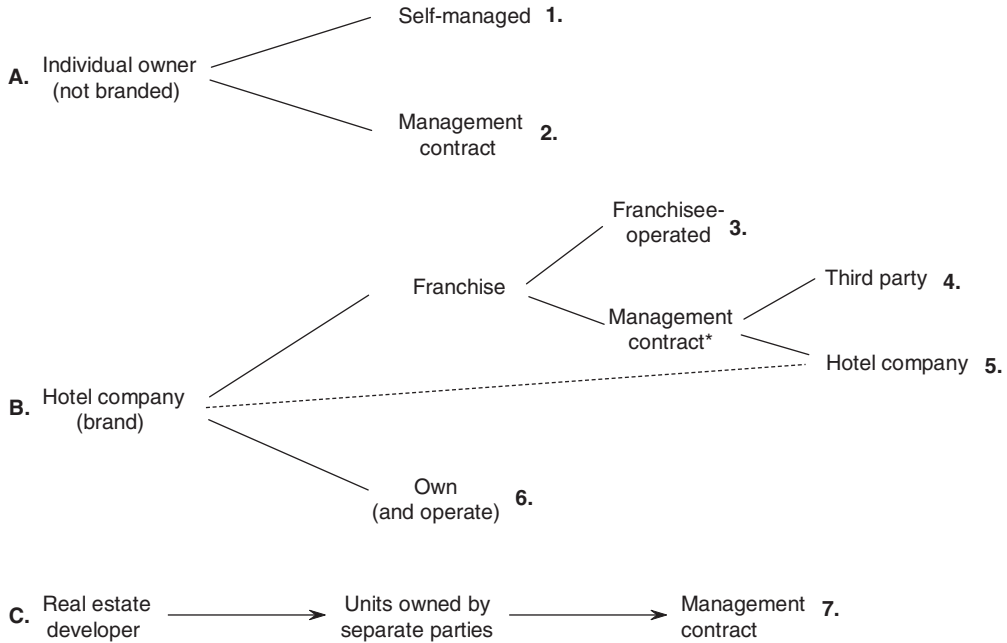 Self-managed 1.
A. Individual owner
(not branded)
Management
contract 2.
Franchisee-
operated 3.
Franchise
Third party 4.
Management
contract*
Hotel company 5.
B. Hotel company
(brand)
Own
(and operate) 6.
C. Real estate
developer
Units owned by
separate parties
Management
contract 7.